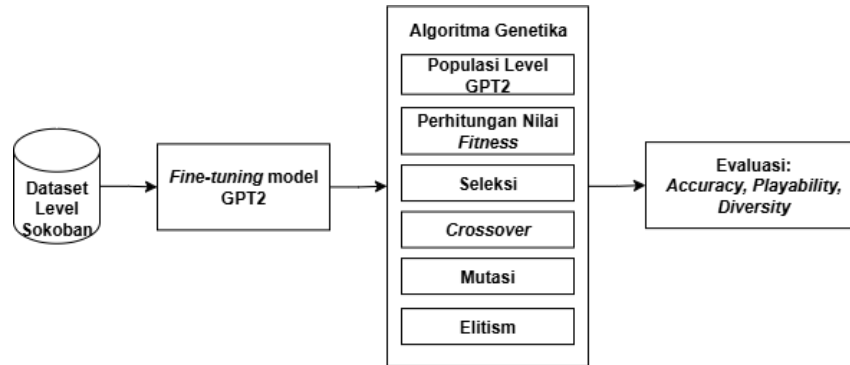 Dataset
Level
Sokoban
Fine-tuning model
GPT2
Algoritma Genetika
Populasi Level
GPT2
Perhitungan Nilai
Fitness
Seleksi
Crossover
Mutasi
Elitism
Evaluasi:
Accuracy, Playability,
Diversity